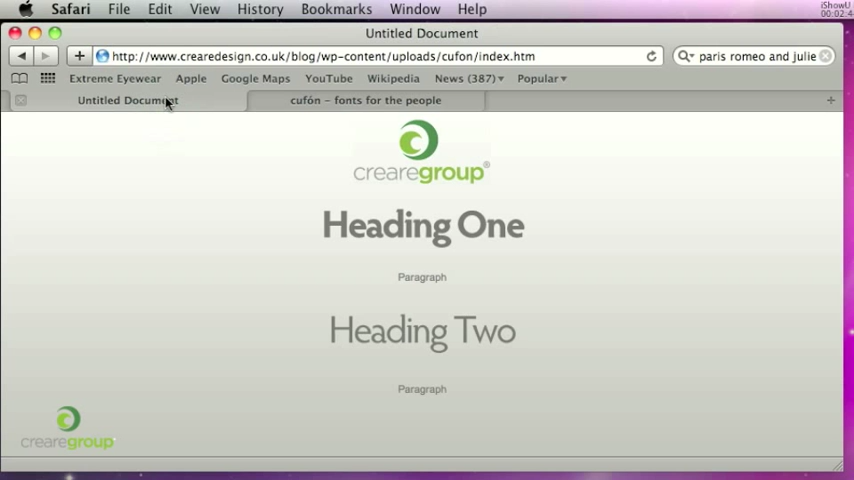 Safari File Edit View History Bookmarks Window Help
iShowU
Untitled Document
http://www.crearedesign.co.uk/blog/wp-content/uploads/cufon/index.htm
paris romeo and julie
Extreme Eyewear Apple Google Maps YouTube Wikipedia News (387) Popular
Untitled Document
cufón – fonts for the people
crearegroup®
Heading One
Paragraph
Heading Two
Paragraph
crearegroup